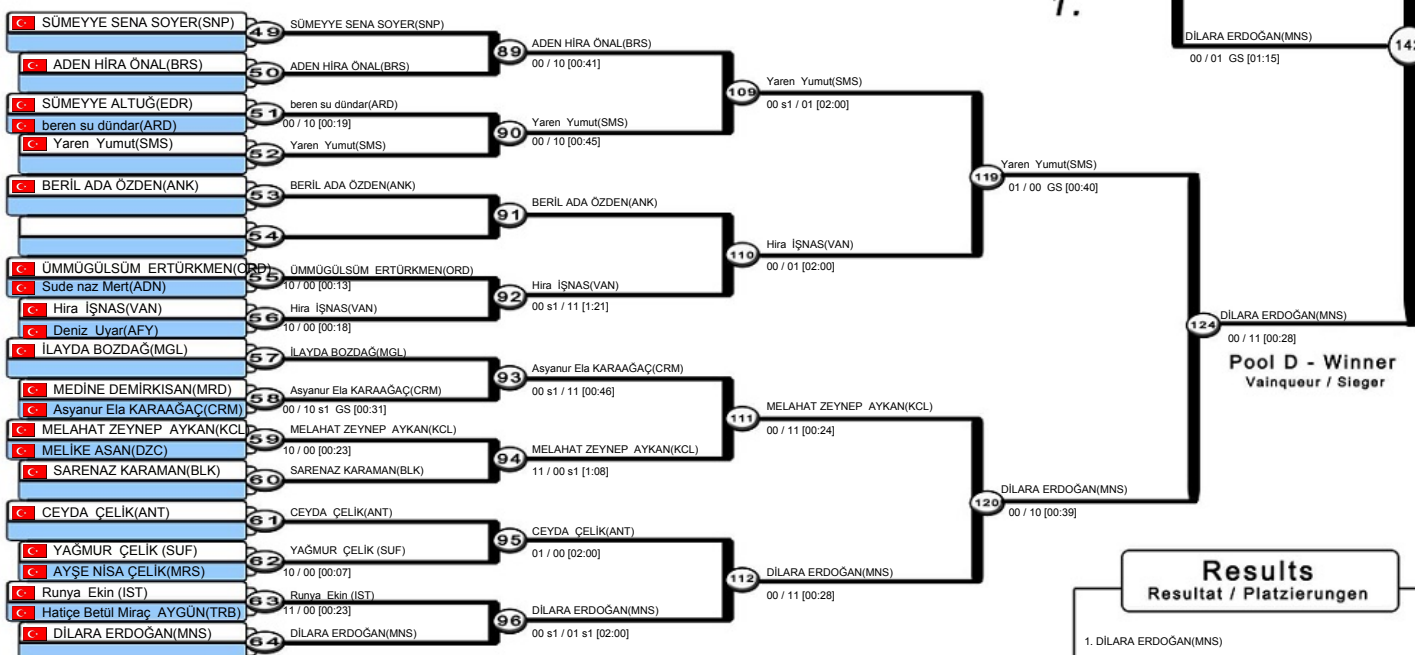 SÜMEYYE SENA SOYER(SNP)
49
SÜMEYYE SENA SOYER(SNP)
ADEN HİRA ÖNAL(BRS)
50
ADEN HİRA ÖNAL(BRS)
89
ADEN HİRA ÖNAL(BRS)
00 / 10 [00:41]
SÜMEYYE ALTUĞ(EDR)
beren su dündar(ARD)
51
beren su dündar(ARD)
00 / 10 [00:19]
Yaren Yumut(SMS)
52
Yaren Yumut(SMS)
90
Yaren Yumut(SMS)
00 / 10 [00:45]
109
Yaren Yumut(SMS)
00 s1 / 01 [02:00]
BERİL ADA ÖZDEN(ANK)
53
BERİL ADA ÖZDEN(ANK)
54
91
BERİL ADA ÖZDEN(ANK)
ÜMMÜGÜLSÜM ERTÜRKMEN(ORD)
Sude naz Mert(ADN)
55
ÜMMÜGÜLSÜM ERTÜRKMEN(ORD)
10 / 00 [00:13]
Hira İŞNAS(VAN)
Deniz Uyar(AFY)
56
Hira İŞNAS(VAN)
10 / 00 [00:18]
92
Hira İŞNAS(VAN)
00 s1 / 11 [1:21]
110
Hira İŞNAS(VAN)
00 / 01 [02:00]
119
Yaren Yumut(SMS)
01 / 00 GS [00:40]
İLAYDA BOZDAĞ(MGL)
57
İLAYDA BOZDAĞ(MGL)
MEDİNE DEMİRKISAN(MRD)
Asyanur Ela KARAAĞAÇ(CRM)
58
Asyanur Ela KARAAĞAÇ(CRM)
00 / 10 s1 GS [00:31]
93
Asyanur Ela KARAAĞAÇ(CRM)
00 s1 / 11 [00:46]
MELAHAT ZEYNEP AYKAN(KCL)
MELİKE ASAN(DZC)
59
MELAHAT ZEYNEP AYKAN(KCL)
10 / 00 [00:23]
SARENAZ KARAMAN(BLK)
60
SARENAZ KARAMAN(BLK)
94
MELAHAT ZEYNEP AYKAN(KCL)
11 / 00 s1 [1:08]
111
MELAHAT ZEYNEP AYKAN(KCL)
00 / 11 [00:24]
CEYDA ÇELİK(ANT)
61
CEYDA ÇELİK(ANT)
YAĞMUR ÇELİK (SUF)
AYŞE NİSA ÇELİK(MRS)
62
YAĞMUR ÇELİK (SUF)
10 / 00 [00:07]
95
CEYDA ÇELİK(ANT)
01 / 00 [02:00]
Runya Ekin (IST)
Hatiçe Betül Miraç AYGÜN(TRB)
63
Runya Ekin (IST)
11 / 00 [00:23]
DİLARA ERDOĞAN(MNS)
64
DİLARA ERDOĞAN(MNS)
96
DİLARA ERDOĞAN(MNS)
00 s1 / 01 s1 [02:00]
112
DİLARA ERDOĞAN(MNS)
00 / 11 [00:28]
120
DİLARA ERDOĞAN(MNS)
00 / 10 [00:39]
124
DİLARA ERDOĞAN(MNS)
00 / 11 [00:28]
Pool D - Winner
Vainqueur / Sieger
DİLARA ERDOĞAN(MNS)
00 / 01 GS [01:15]
1.
Results
Resultat / Platzierungen
1. DİLARA ERDOĞAN(MNS)